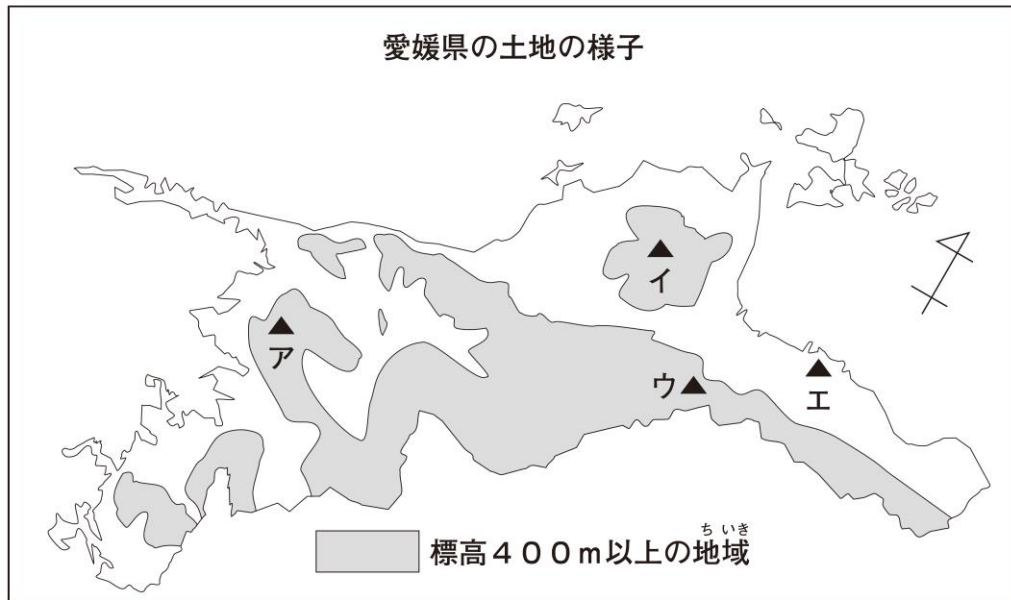 愛媛県の土地の様子
▲
イ
▲
ア
ウ▲
▲
エ
標高400m以上の地域
ちいき